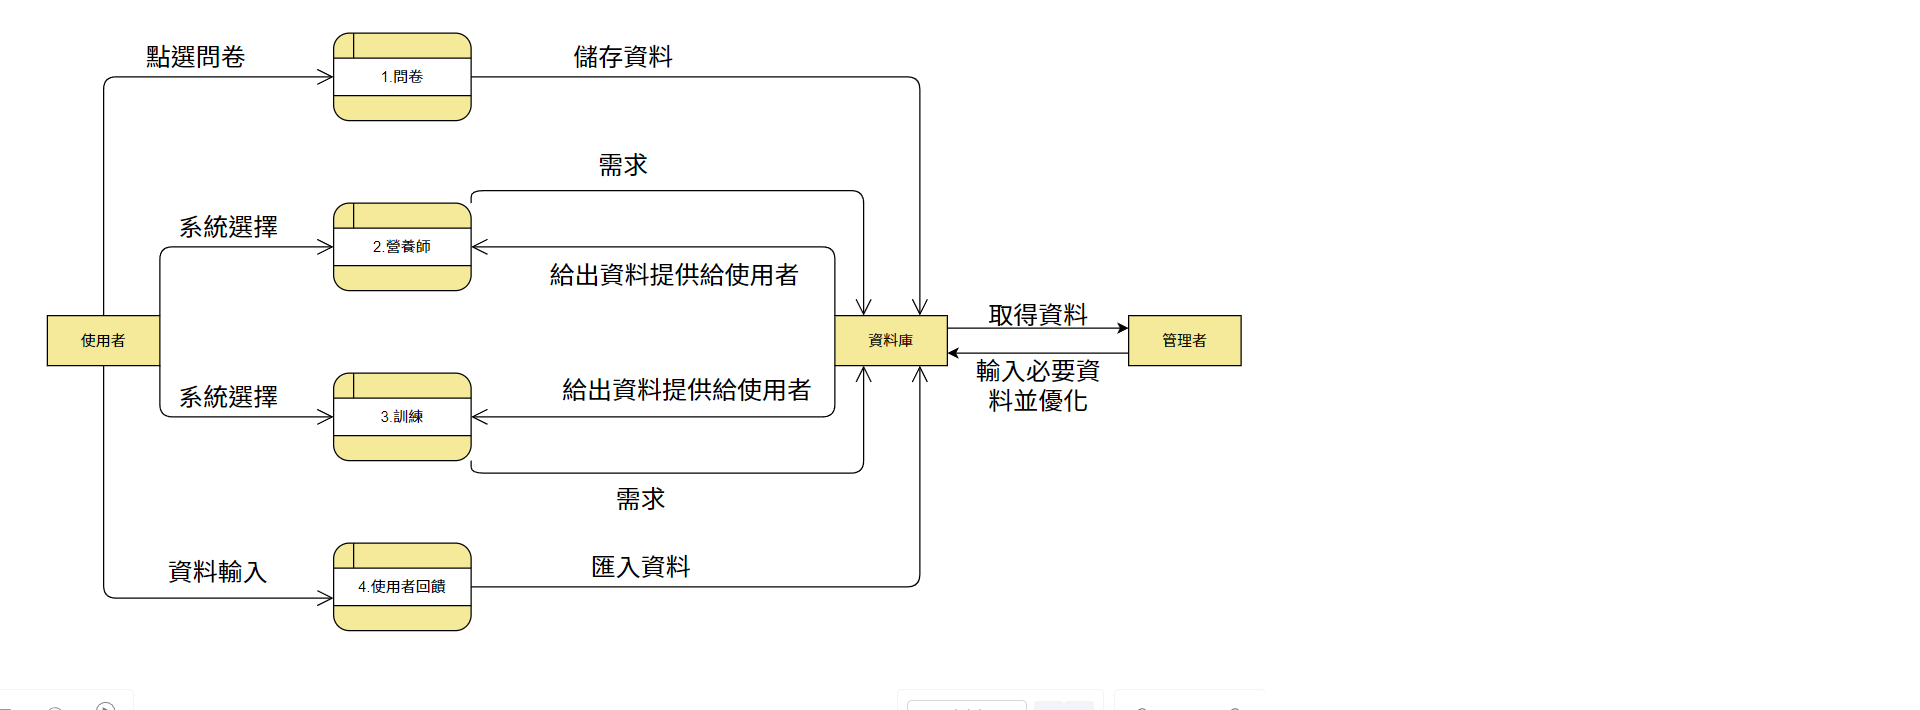 點選問卷
儲存資料
1.問卷
需求
系統選擇
2.營養師
給出資料提供給使用者
取得資料
使用者
資料庫
管理者
輸入必要資
料並優化
系統選擇
給出資料提供給使用者
3.訓練
需求
資料輸入
匯入資料
4.使用者回饋